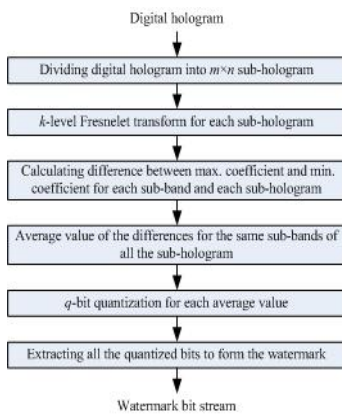 Digital hologram
Dividing digital hologram into m×n sub-hologram
k-level Fresnelet transform for each sub-hologram
Calculating difference between max. coefficient and min.
coefficient for each sub-band and each sub-hologram
Average value of the differences for the same sub-bands of
all the sub-hologram
q-bit quantization for each average value
Extracting all the quantized bits to form the watermark
Watermark bit stream